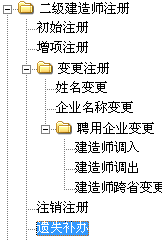 二级建造师注册
初始注册
增项注册
变更注册
姓名变更
企业名称变更
聘用企业变更
建造师调入
建造师调出
建造师跨省变更
注销注册
遗失补办